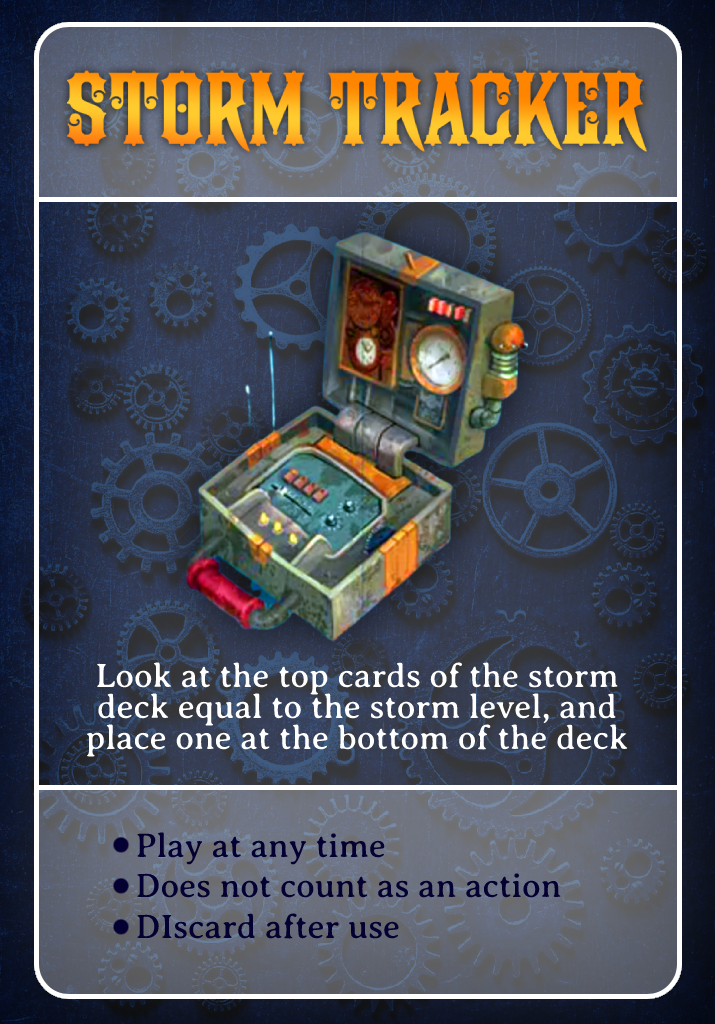 STORM TRACKER
Look at the top cards of the storm
deck equal to the storm level, and
place one at the bottom of the deck
• Play at any time
• Does not count as an action
• DIscard after use